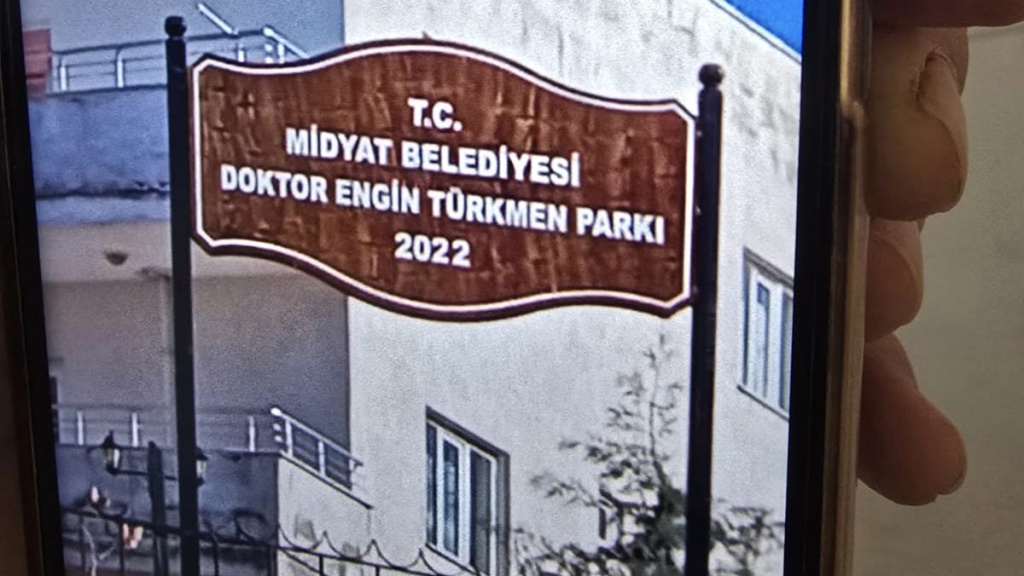 T.C.
MİDYAT BELEDİYESİ
DOKTOR ENGİN TÜRKMEN PARKI
2022